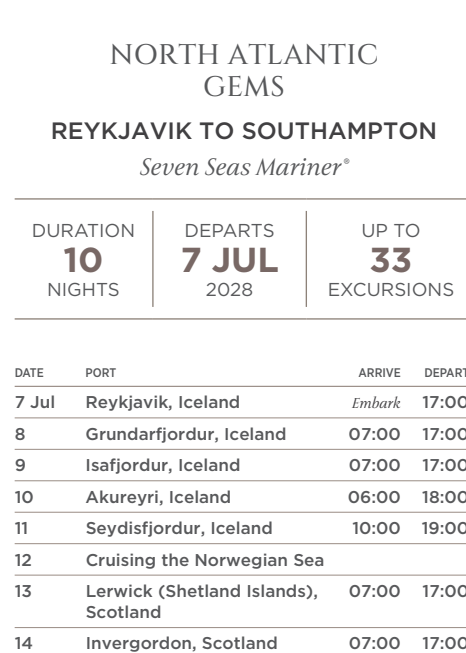 NORTH ATLANTIC
GEMS
REYKJAVIK TO SOUTHAMPTON
Seven Seas Mariner®
DURATION
10
NIGHTS
DEPARTS
7 JUL
2028
UP TO
33
EXCURSIONS
DATE PORT ARRIVE DEPART
7 Jul Reykjavik, Iceland Embark 17:00
8 Grundarfjordur, Iceland 07:00 17:00
9 Isafjordur, Iceland 07:00 17:00
10 Akureyri, Iceland 06:00 18:00
11 Seydisfjordur, Iceland 10:00 19:00
12 Cruising the Norwegian Sea
13 Lerwick (Shetland Islands), 07:00 17:00
Scotland
14 Invergordon, Scotland 07:00 17:00